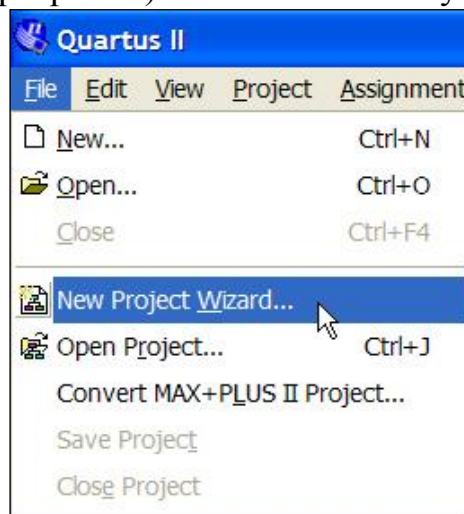 Quartus II
File Edit View Project Assignment
New... Ctrl+N
Open... Ctrl+O
Close Ctrl+F4
New Project Wizard...
Open Project... Ctrl+J
Convert MAX+PLUS II Project...
Save Project
Close Project